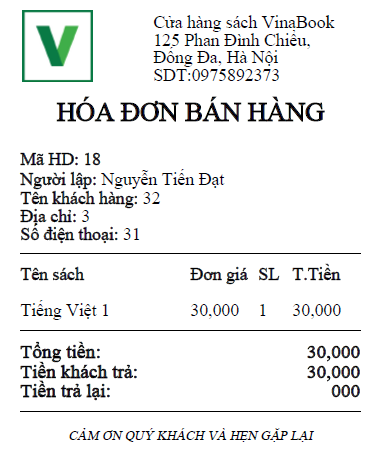 Cửa hàng sách VinaBook
125 Phan Đình Chiểu,
Đống Đa, Hà Nội
SDT:0975892373
HÓA ĐƠN BÁN HÀNG
Mã HD: 18
Người lập: Nguyễn Tiến Đạt
Tên khách hàng: 32
Địa chỉ: 3
Số điện thoại: 31
Tên sách Đơn giá SL T.Tiền
Tiếng Việt 1 30,000 1 30,000
Tổng tiền: 30,000
Tiền khách trả: 30,000
Tiền trả lại: 000
CẢM ƠN QUÝ KHÁCH VÀ HẸN GẶP LẠI